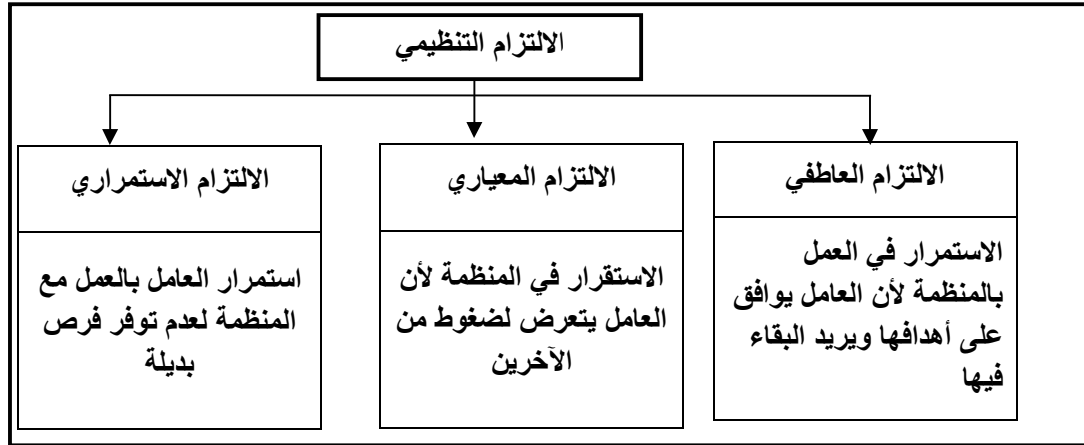 الالتزام التنظيمي
الالتزام العاطفي
الاستمرار في العمل
بالمنظمة لأن العامل يوافق
على أهدافها ويريد البقاء
فيها
الالتزام المعياري
الاستقرار في المنظمة لأن
العامل يتعرض لضغوط من
الآخرين
الالتزام الاستمراري
استمرار العامل بالعمل مع
المنظمة لعدم توفر فرص
بديلة